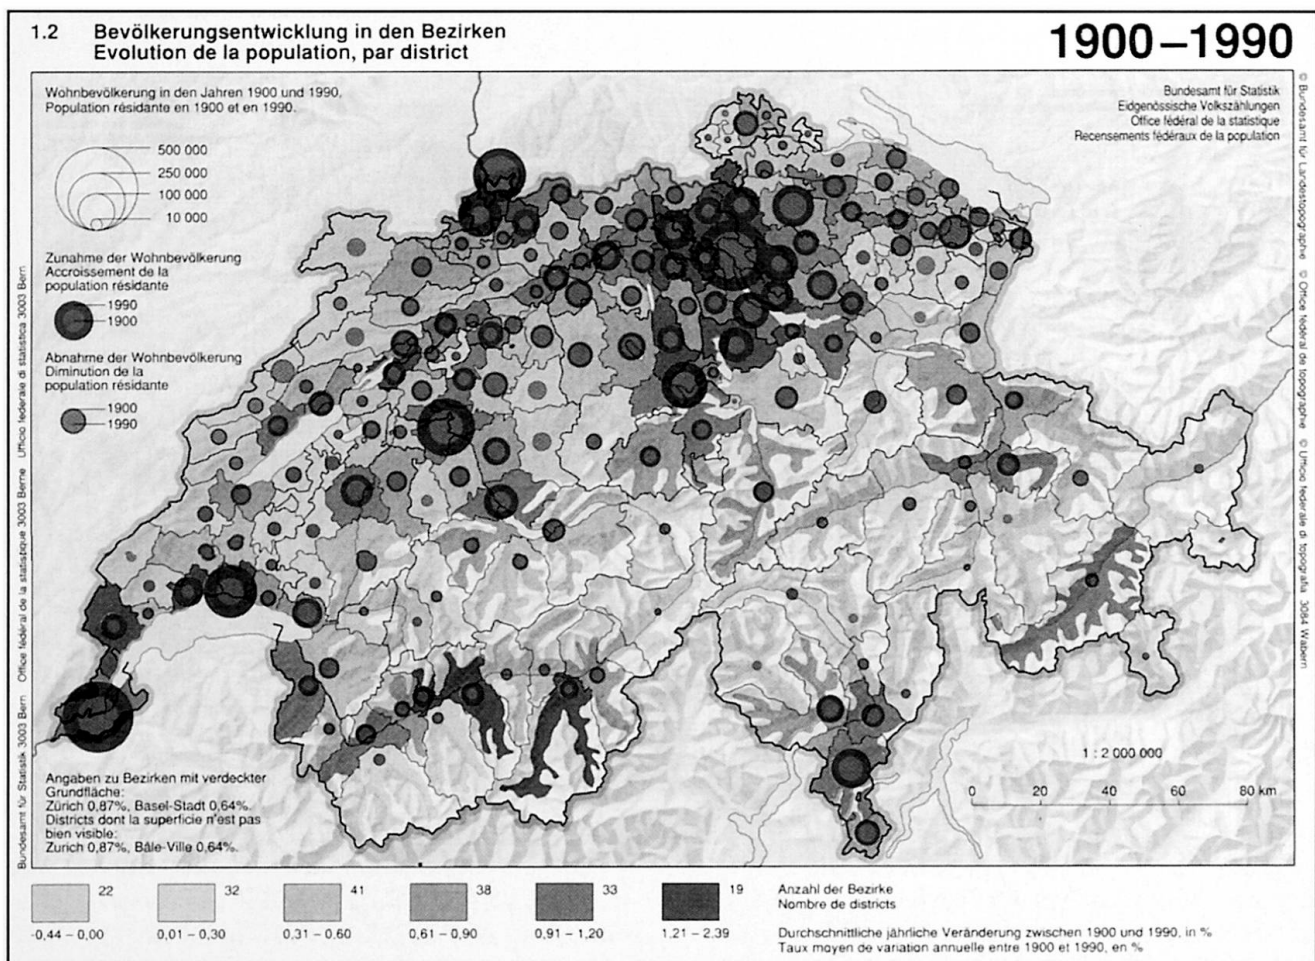 1.2 Bevölkerungsentwicklung in den Bezirken
Evolution de la population, par district
1900–1990
Wohnbevölkerung in den Jahren 1900 und 1990.
Population résidante en 1900 et en 1990.
500 000
250 000
100 000
10 000
Zunahme der Wohnbevölkerung
Accroissement de la
population résidante
1990
1900
Abnahme der Wohnbevölkerung
Diminution de la
population résidante
1900
1990
Bundesamt für Statistik
Eidgenössische Volkszählungen
Office fédéral de la statistique
Recensements fédéraux de la population
Bundesamt für Statistik 3003 Bern Office fédéral de la statistique 3003 Berne Ufficio federale di statistica 3003 Bern
© Bundesamt für Landestopographie © Office fédéral de topographie © Ufficio federale di topografia 3084 Wabern
Angaben zu Bezirken mit verdeckter
Grundfläche:
Zürich 0,87%, Basel-Stadt 0,64%.
Districts dont la superficie n'est pas
bien visible:
Zurich 0,87%, Bâle-Ville 0,64%.
1 : 2 000 000
0 20 40 60 80 km
22 32 41 38 33 19
Anzahl der Bezirke
Nombre de districts
-0,44 – 0,00 0,01 – 0,30 0.31 – 0.60 0,61 – 0,90 0,91 – 1,20 1.21 – 2.39
Durchschnittliche jährliche Veränderung zwischen 1900 und 1990, in %
Taux moyen de variation annuelle entre 1900 et 1990, en %